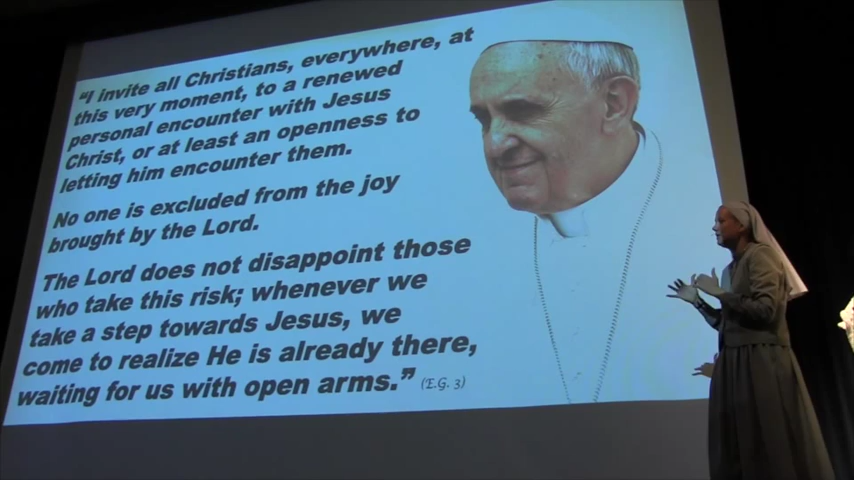 “I invite all Christians, everywhere, at
this very moment, to a renewed
personal encounter with Jesus
Christ, or at least an openness to
letting him encounter them.
No one is excluded from the joy
brought by the Lord.
The Lord does not disappoint those
who take this risk; whenever we
take a step towards Jesus, we
come to realize He is already there,
waiting for us with open arms.” (E.G. 3)